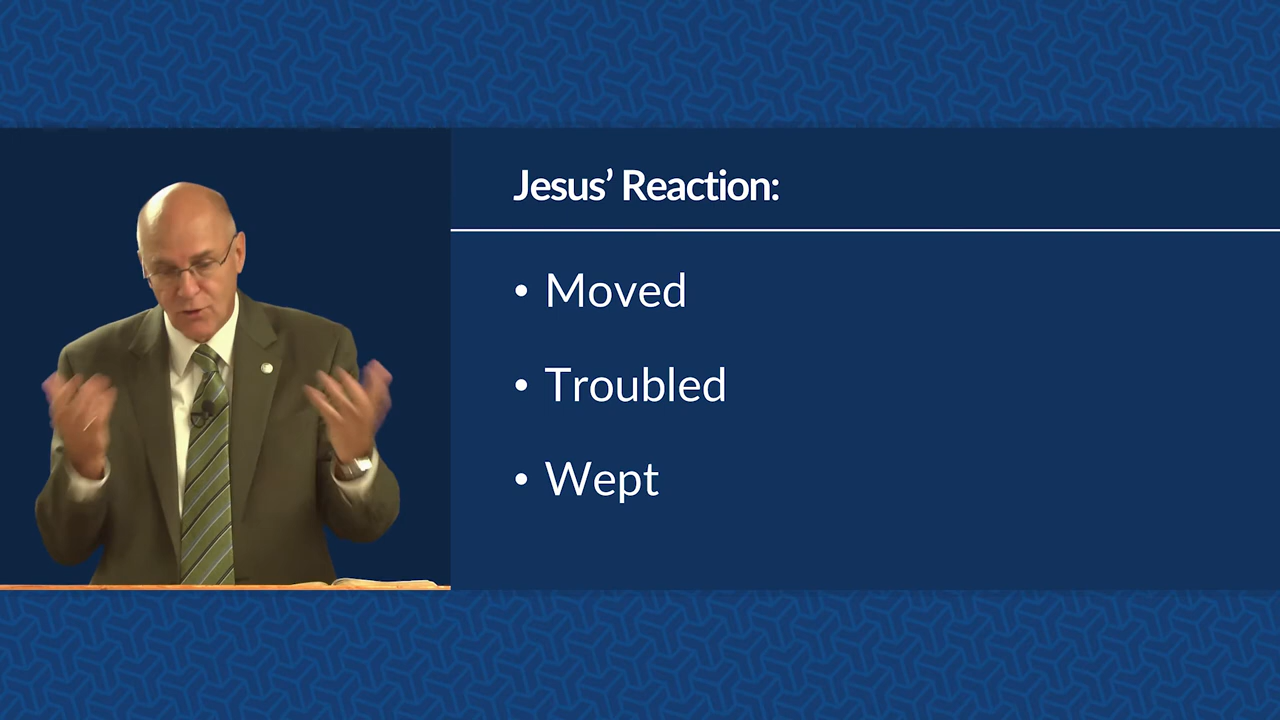 Jesus’ Reaction:
• Moved
• Troubled
• Wept